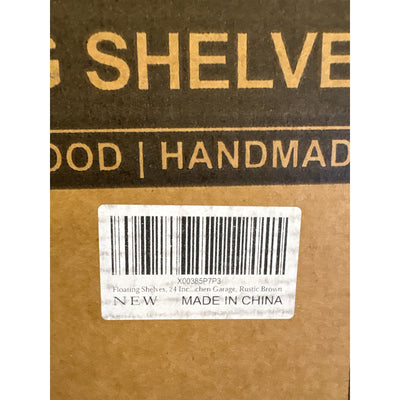 G SHELVE
OOD | HANDMAD
X00385P7P3
Floating Shelves, 24 Inc...chen Garage, Rustic Brown
NEW MADE IN CHINA